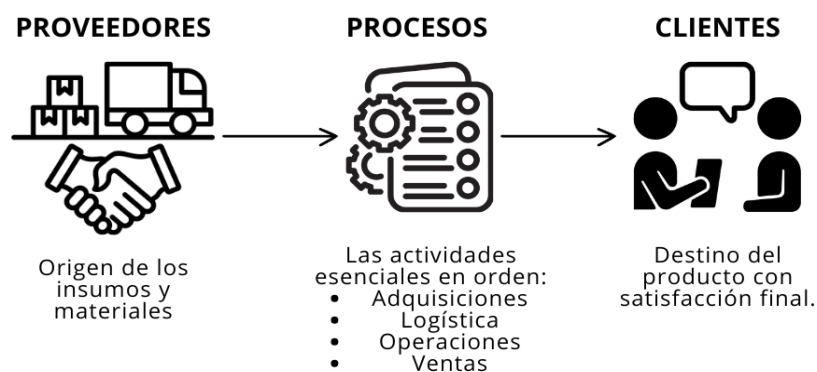 PROVEEDORES
PROCESOS
CLIENTES
Origen de los
insumos y
materiales
Las actividades
esenciales en orden:
• Adquisiciones
• Logística
• Operaciones
• Ventas
Destino del
producto con
satisfacción final.